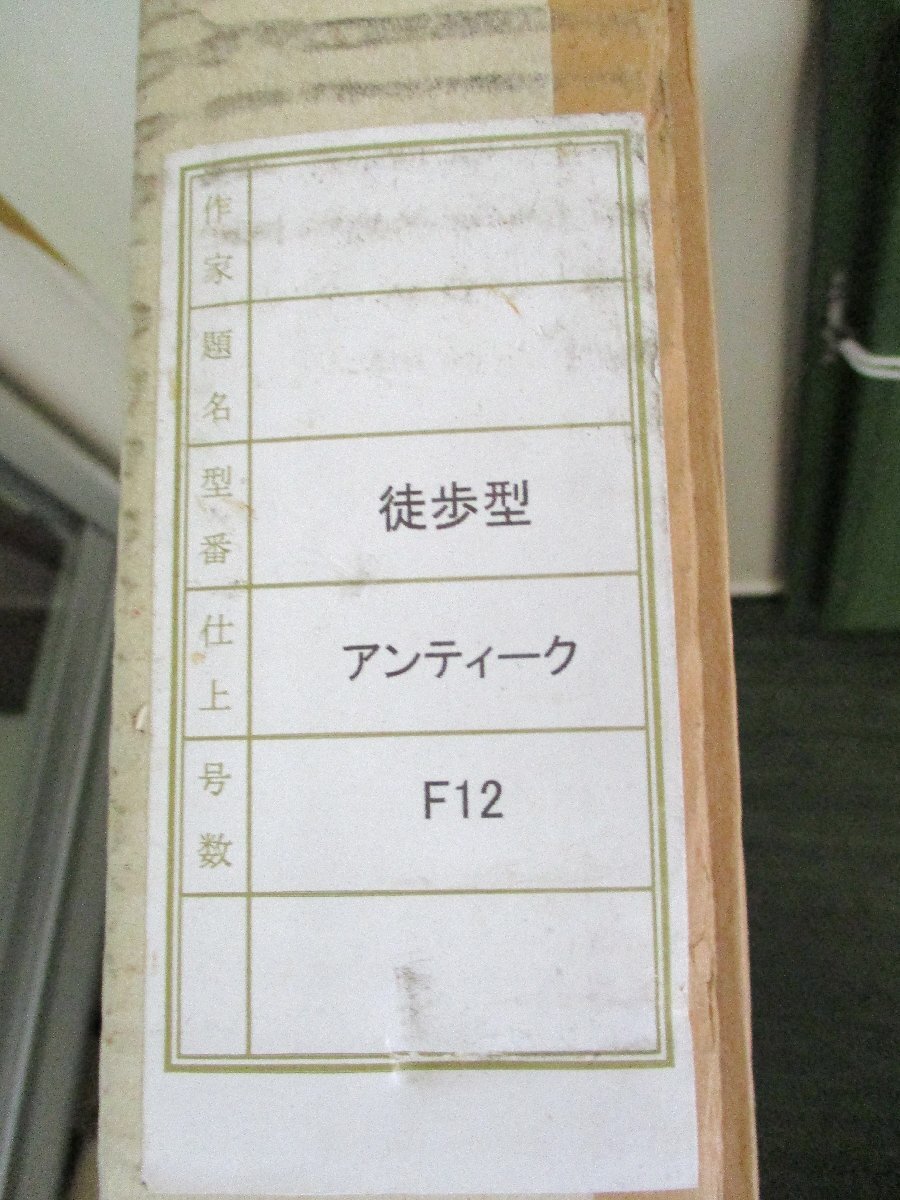 作家
題名
型番 徒歩型
仕上 アンティーク
号数 F12